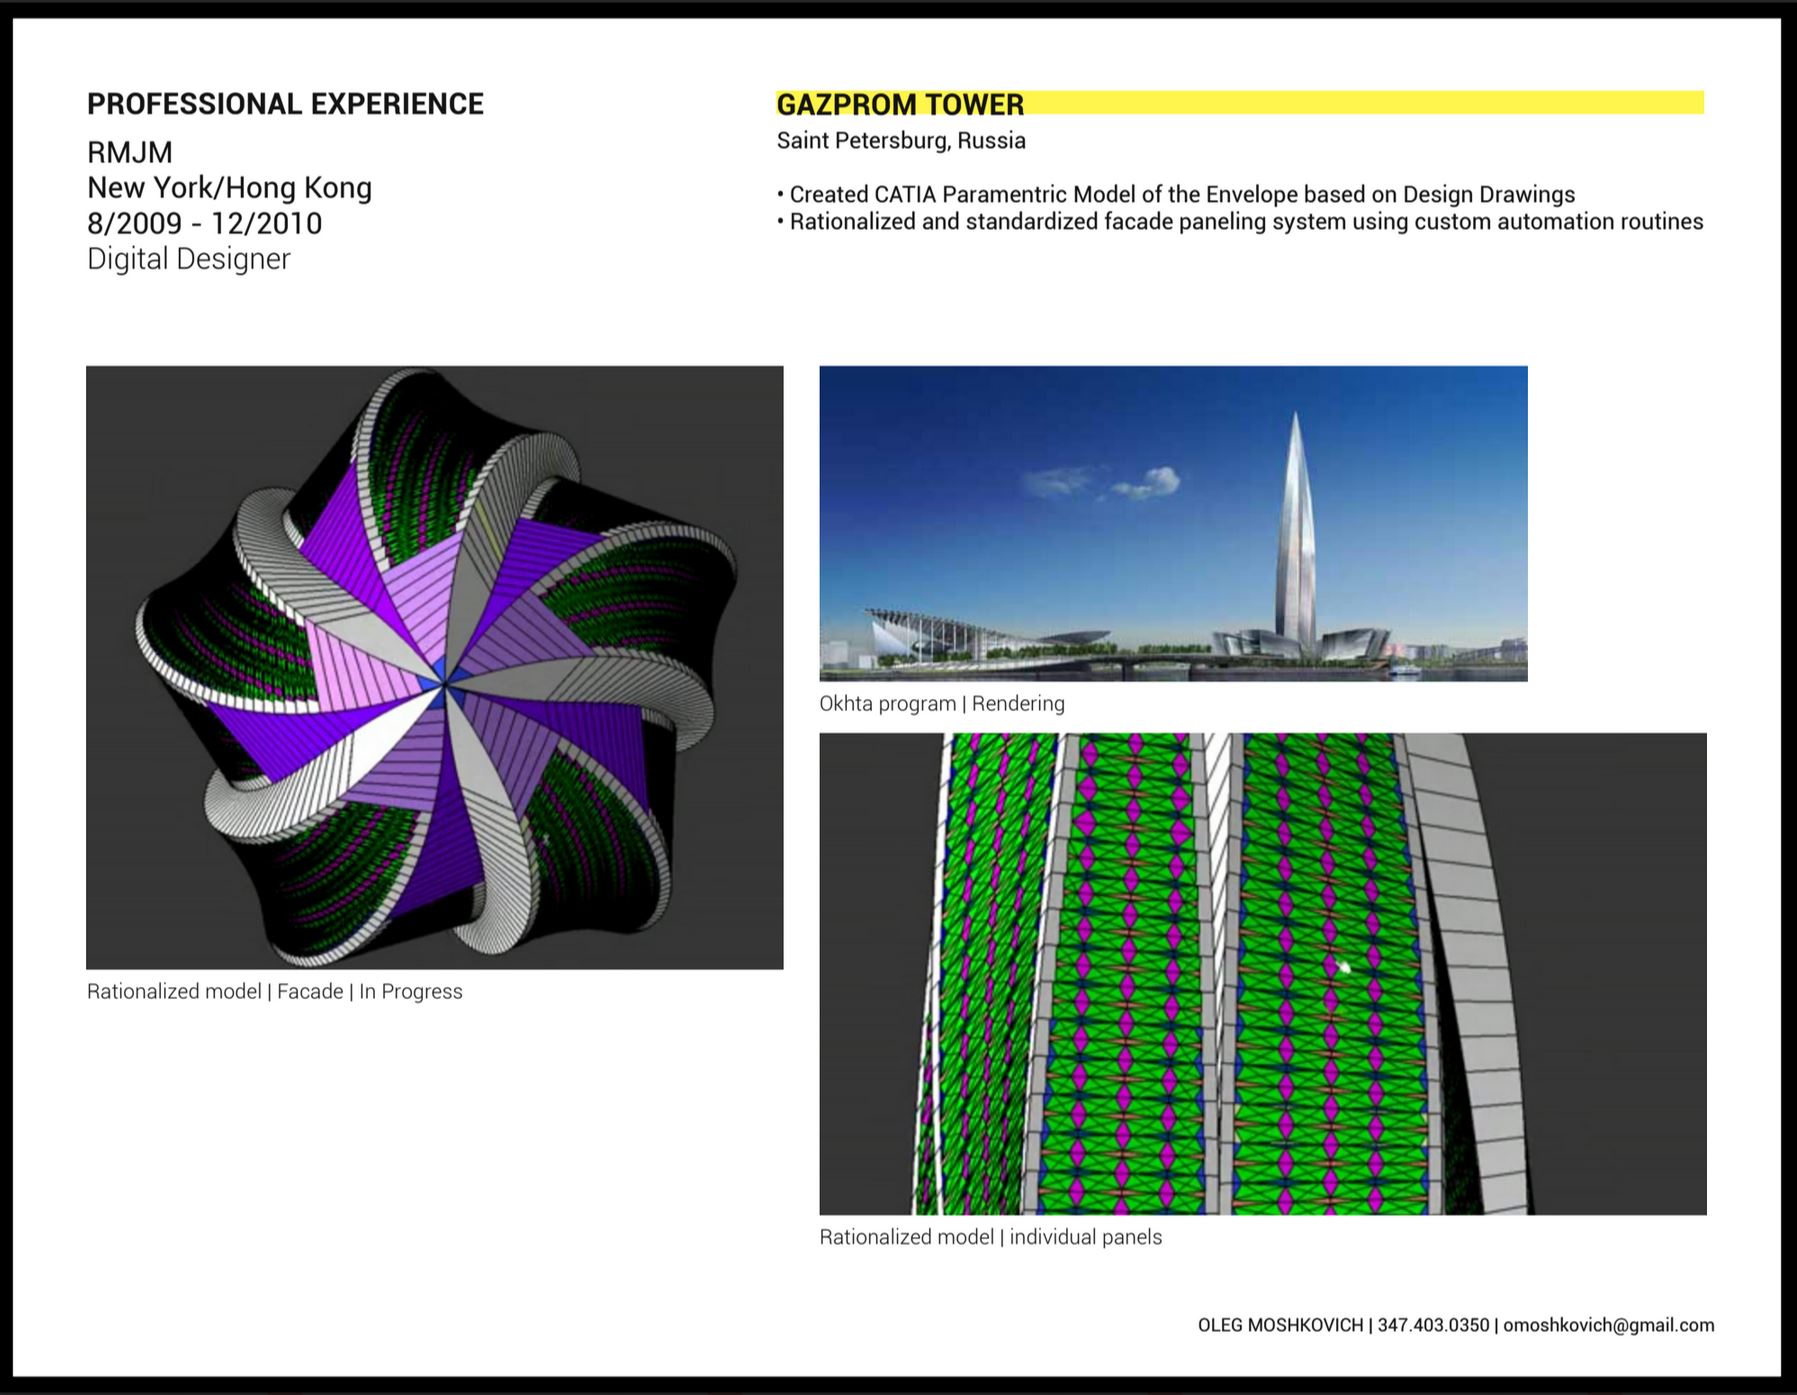 PROFESSIONAL EXPERIENCE
RMJM
New York/Hong Kong
8/2009 - 12/2010
Digital Designer
GAZPROM TOWER
Saint Petersburg, Russia
• Created CATIA Paramentric Model of the Envelope based on Design Drawings
• Rationalized and standardized facade paneling system using custom automation routines
Rationalized model | Facade | In Progress
Okhta program | Rendering
Rationalized model | individual panels
OLEG MOSHKOVICH | 347.403.0350 | omoshkovich@gmail.com